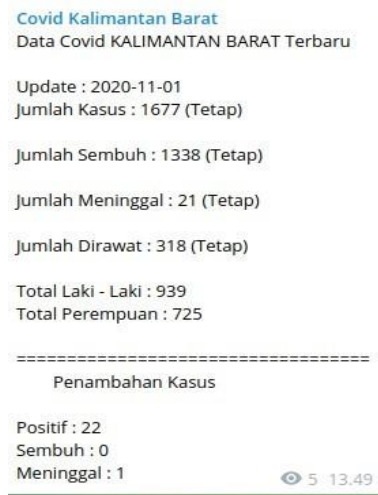 Covid Kalimantan Barat
Data Covid KALIMANTAN BARAT Terbaru
Update : 2020-11-01
Jumlah Kasus : 1677 (Tetap)
Jumlah Sembuh : 1338 (Tetap)
Jumlah Meninggal : 21 (Tetap)
Jumlah Dirawat : 318 (Tetap)
Total Laki - Laki : 939
Total Perempuan : 725
===================================
Penambahan Kasus
Positif : 22
Sembuh : 0
Meninggal : 1
5 13.49